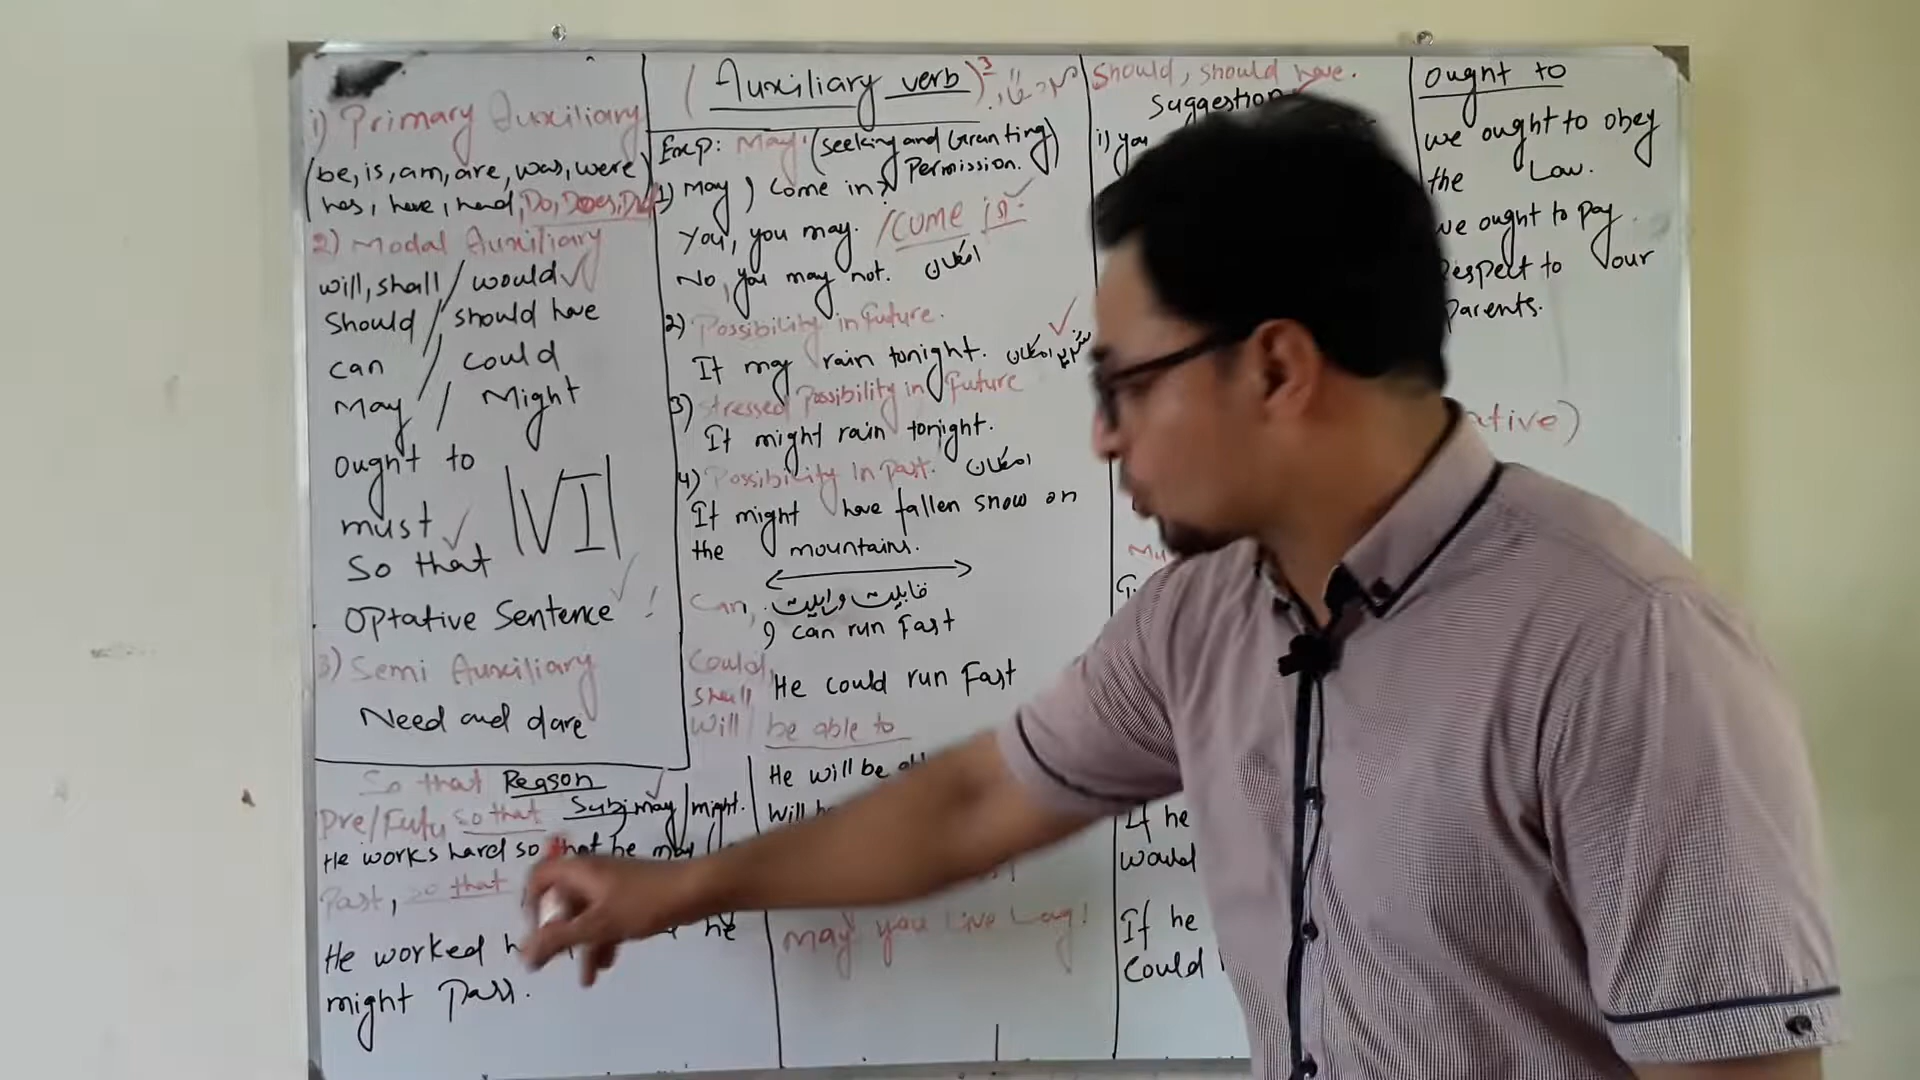 (Auxiliary verb)³
1) Primary Auxiliary
(be, is, am, are, was, were
has, have, had, Do, Does, Did)
2) Modal Auxiliary
will, shall / would
Should / should have
can / could
May / Might
ought to
must
|VI|
So that
Optative Sentence !
3) Semi Auxiliary
Need and dare
So that Reason
Pre/Futu so that Subj may/might.
He works hard so that he may
Past, so that
He worked he
might Pass.
Exp: May: (Seeking and Granting
Permission.)
1) May I come in?
You, you may. /come in.
No, you may not. امکان
2) Possibility in Future.
It may rain tonight. امکان
3) Stressed Possibility in Future
It might rain tonight.
4) Possibility In Past. امکان
It might have fallen snow on
the mountains.
Can, قابلیت
I can run Fast
Could, He could run Fast
shall
will / be able to
He will be
will
May you Live Long!
Should, should have.
Suggestion
i) you
If he
would
If he
Could
Ought to
we ought to obey
the Law.
we ought to pay
Respect to our
Parents.